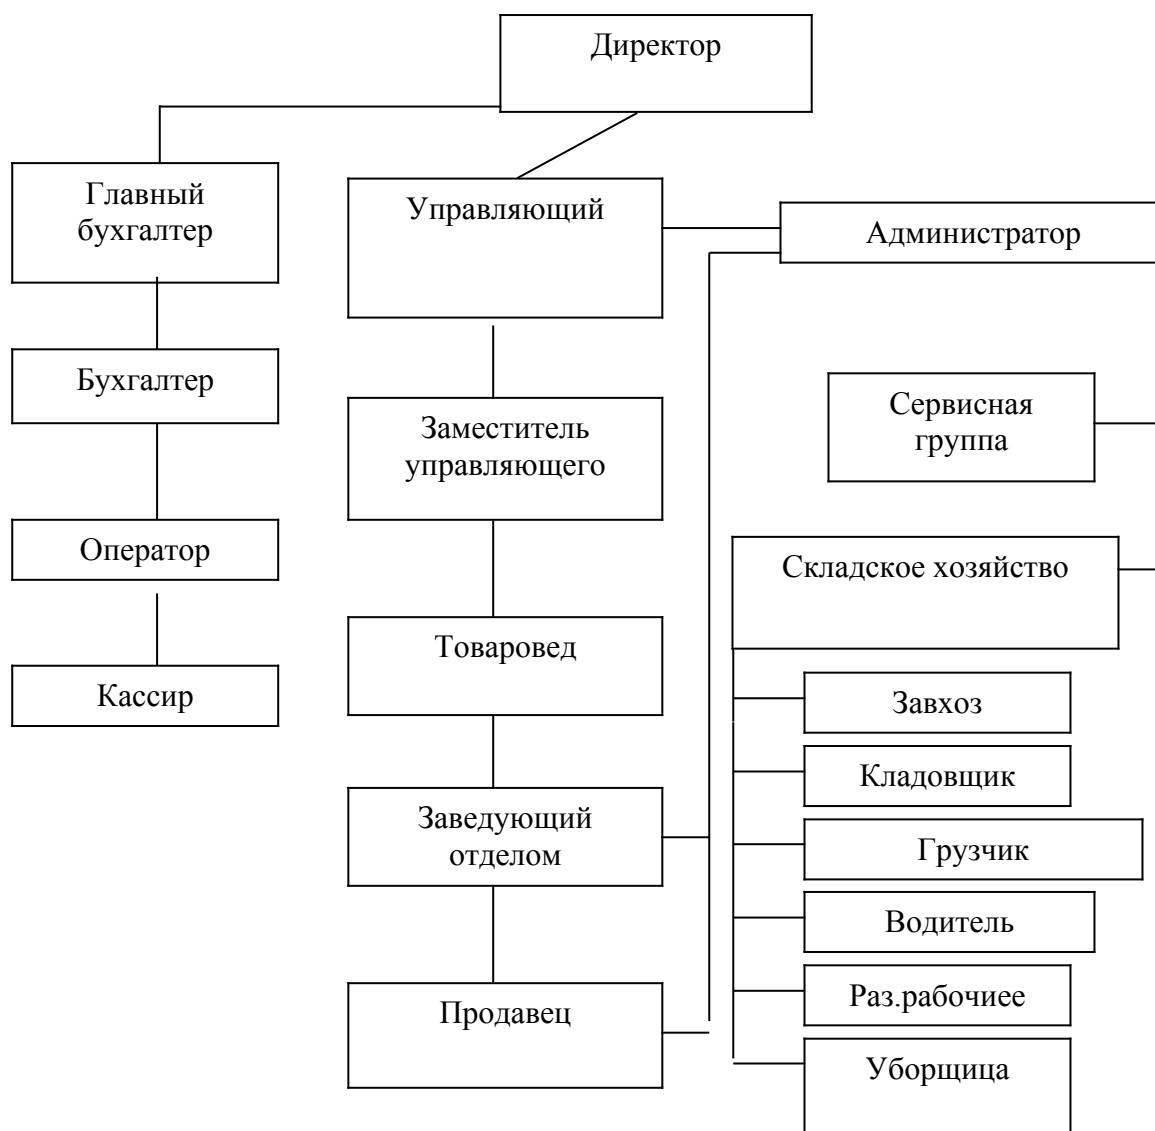 Директор
Главный
бухгалтер
Управляющий
Администратор
Бухгалтер
Заместитель
управляющего
Сервисная
группа
Оператор
Складское хозяйство
Товаровед
Кассир
Завхоз
Кладовщик
Заведующий
отделом
Грузчик
Водитель
Раз.рабочиее
Продавец
Уборщица